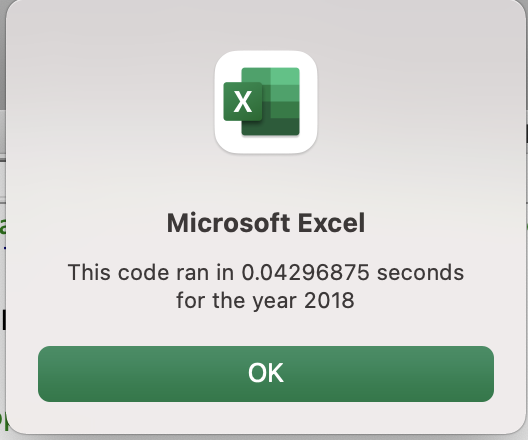 X
Microsoft Excel
This code ran in 0.04296875 seconds
for the year 2018
OK